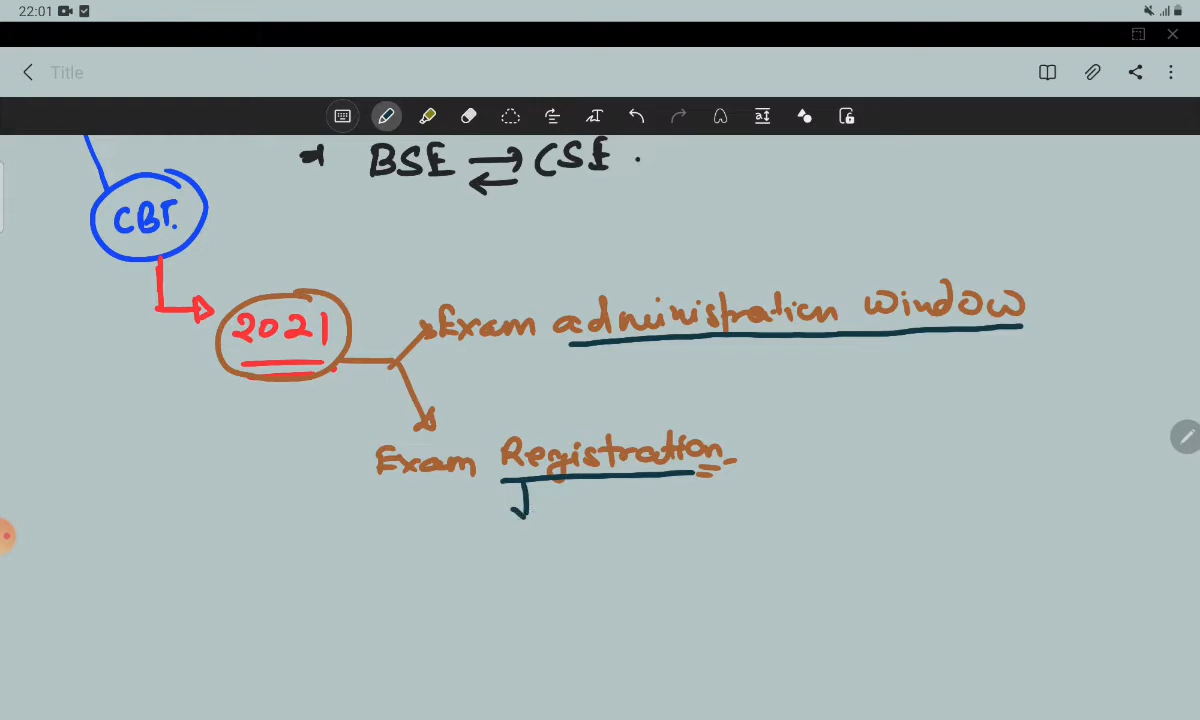 22:01
Title
⇒ BSE ⇄ CSE .
CBT.
2021
Exam administration window
Exam Registration